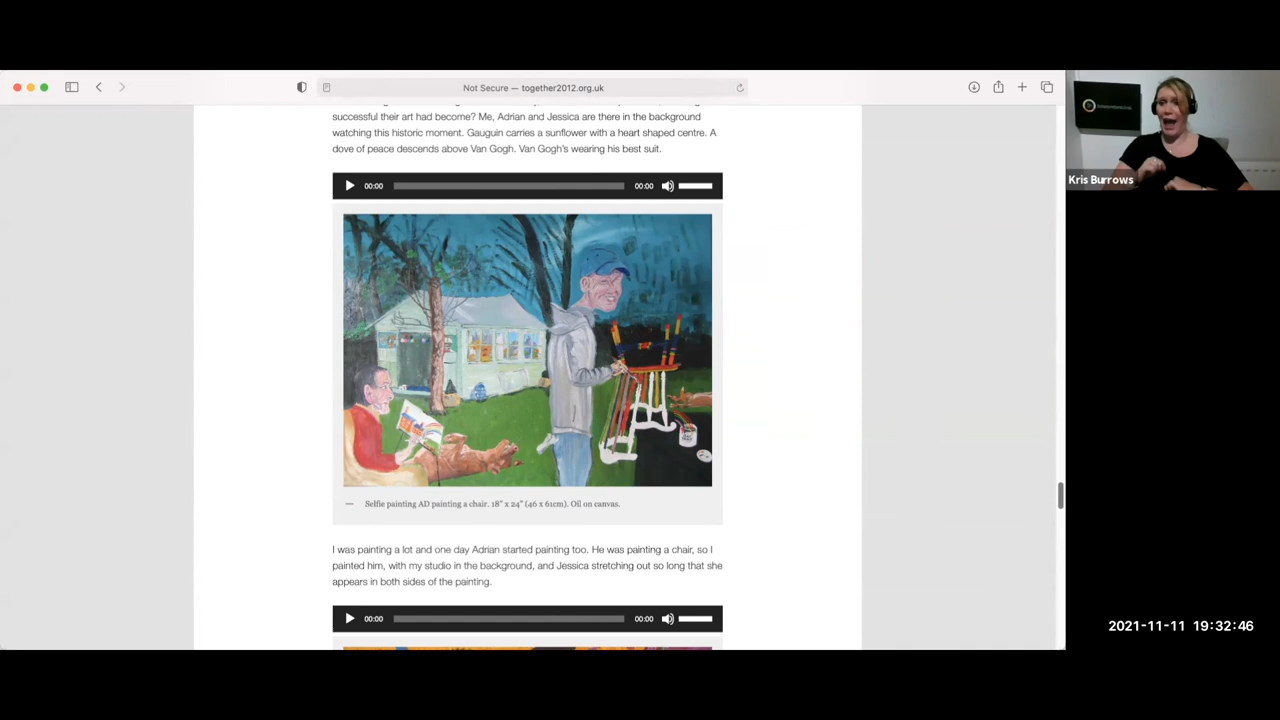 Not Secure — together2012.org.uk
successful their art had become? Me, Adrian and Jessica are there in the background
watching this historic moment. Gauguin carries a sunflower with a heart shaped centre. A
dove of peace descends above Van Gogh. Van Gogh's wearing his best suit.
00:00 00:00
— Selfie painting AD painting a chair. 18" x 24" (46 x 61cm). Oil on canvas.
I was painting a lot and one day Adrian started painting too. He was painting a chair, so I
painted him, with my studio in the background, and Jessica stretching out so long that she
appears in both sides of the painting.
00:00 00:00
Kris Burrows
2021-11-11 19:32:46